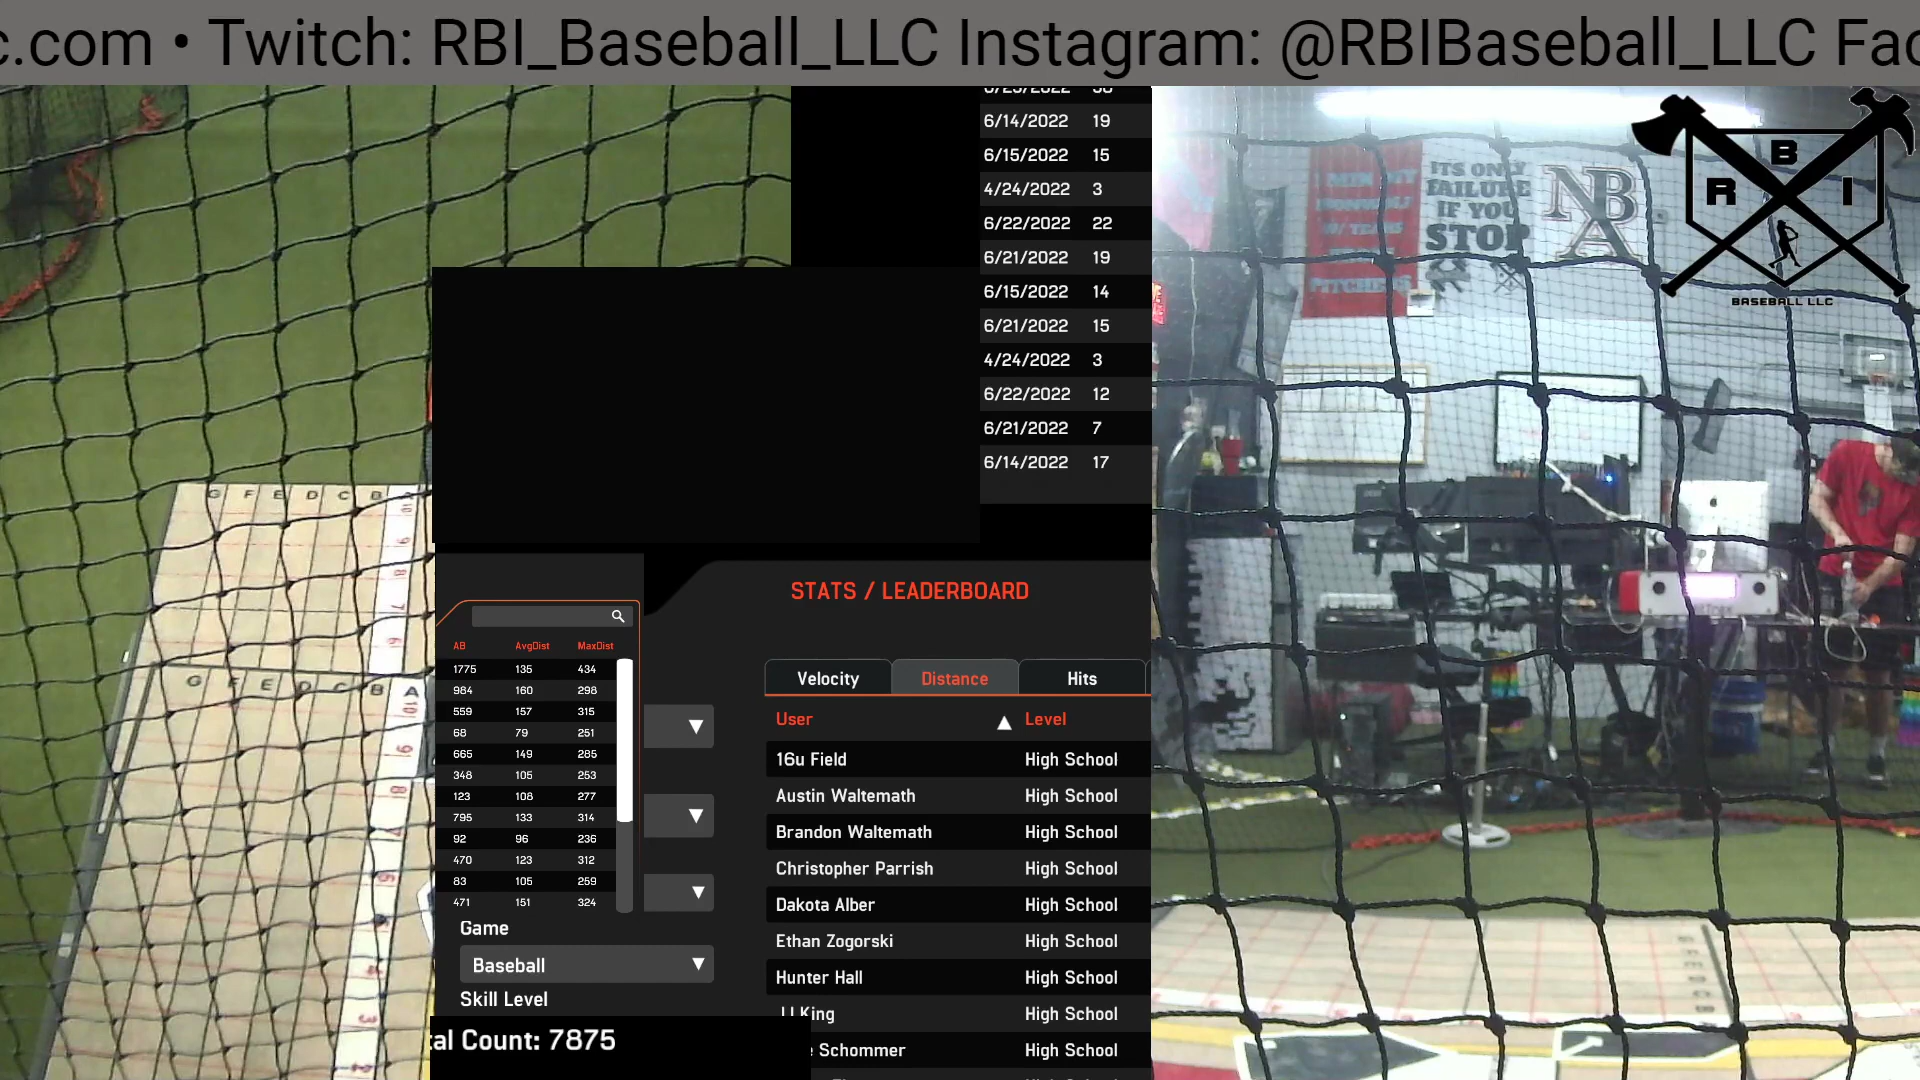 c.com • Twitch: RBI_Baseball_LLC Instagram: @RBIBaseball_LLC Fac
6/14/2022 19
6/15/2022 15
4/24/2022 3
6/22/2022 22
6/21/2022 19
6/15/2022 14
6/21/2022 15
4/24/2022 3
6/22/2022 12
6/21/2022 7
6/14/2022 17
ITS ONLY
FAILURE
IF YOU
STOP
NB
A
B
R I
BASEBALL LLC
PITCHERS
G F E D C B
G F E D C B A
STATS / LEADERBOARD
AB AvgDist MaxDist
1775 135 434
984 160 298
559 157 315
68 79 251
665 149 285
348 105 253
123 108 277
795 133 314
92 96 236
470 123 312
83 105 259
471 151 324
Velocity Distance Hits
User ▲ Level
16u Field High School
Austin Waltemath High School
Brandon Waltemath High School
Christopher Parrish High School
Dakota Alber High School
Ethan Zogorski High School
Hunter Hall High School
King High School
Schommer High School
Game
Baseball
Skill Level
al Count: 7875